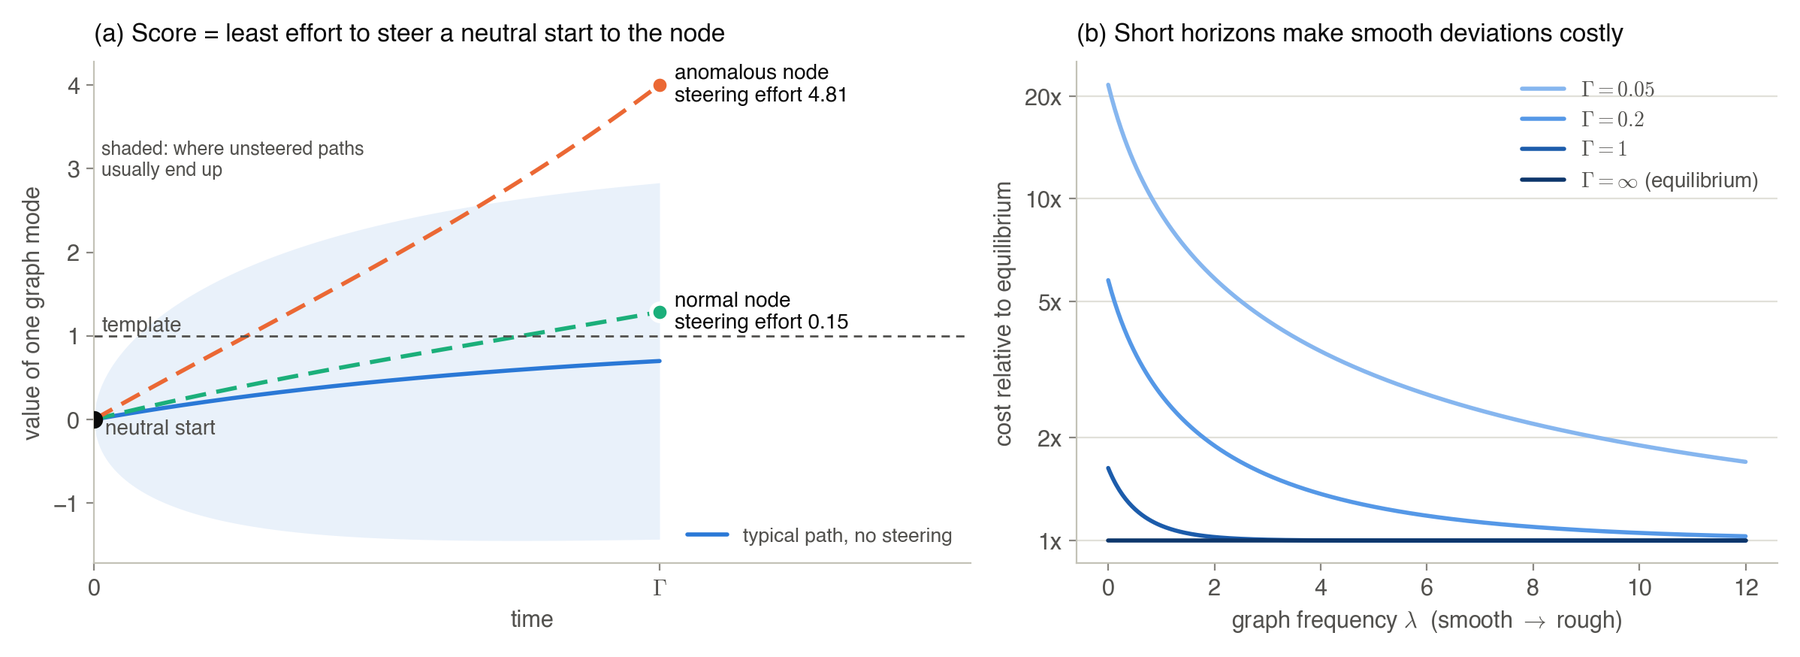 (a) Score = least effort to steer a neutral start to the node
4
3
2
1
0
−1
value of one graph mode
anomalous node
steering effort 4.81
shaded: where unsteered paths
usually end up
normal node
steering effort 0.15
template
neutral start
typical path, no steering
0
Γ
time
(b) Short horizons make smooth deviations costly
20x
10x
5x
2x
1x
cost relative to equilibrium
Γ = 0.05
Γ = 0.2
Γ = 1
Γ = ∞ (equilibrium)
0 2 4 6 8 10 12
graph frequency λ (smooth → rough)